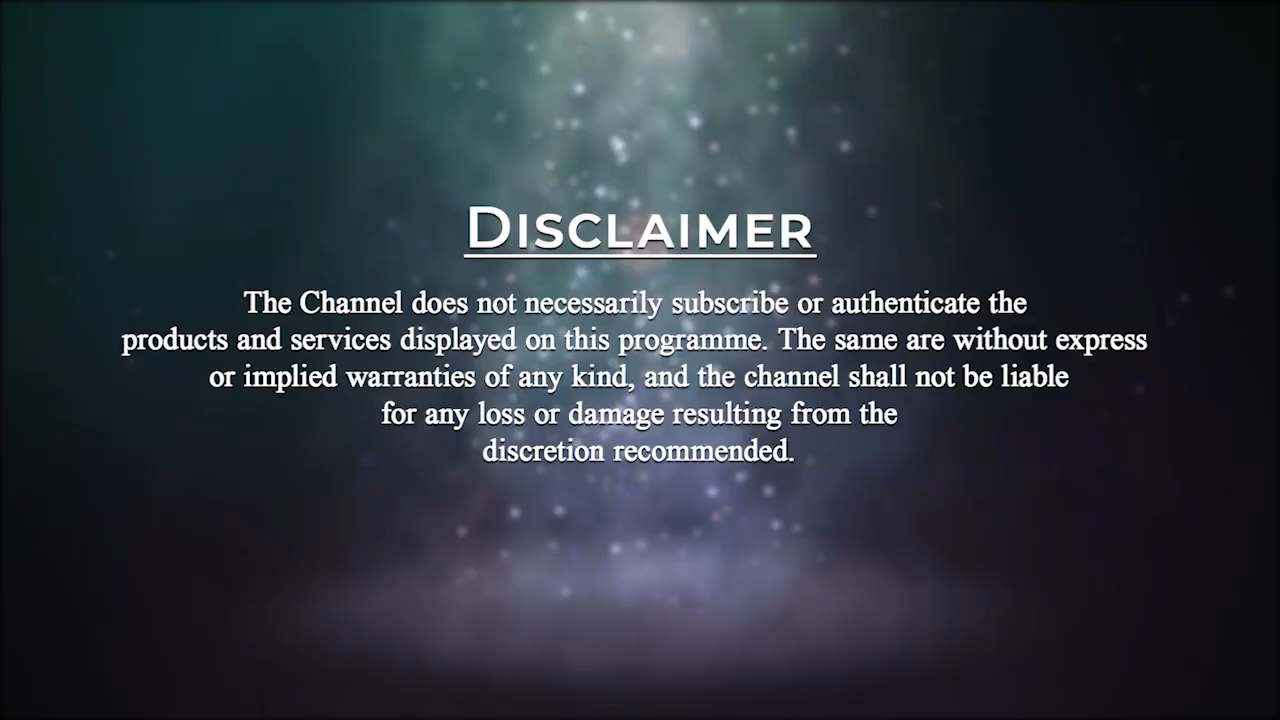 DISCLAIMER
The Channel does not necessarily subscribe or authenticate the
products and services displayed on this programme. The same are without express
or implied warranties of any kind, and the channel shall not be liable
for any loss or damage resulting from the
discretion recommended.